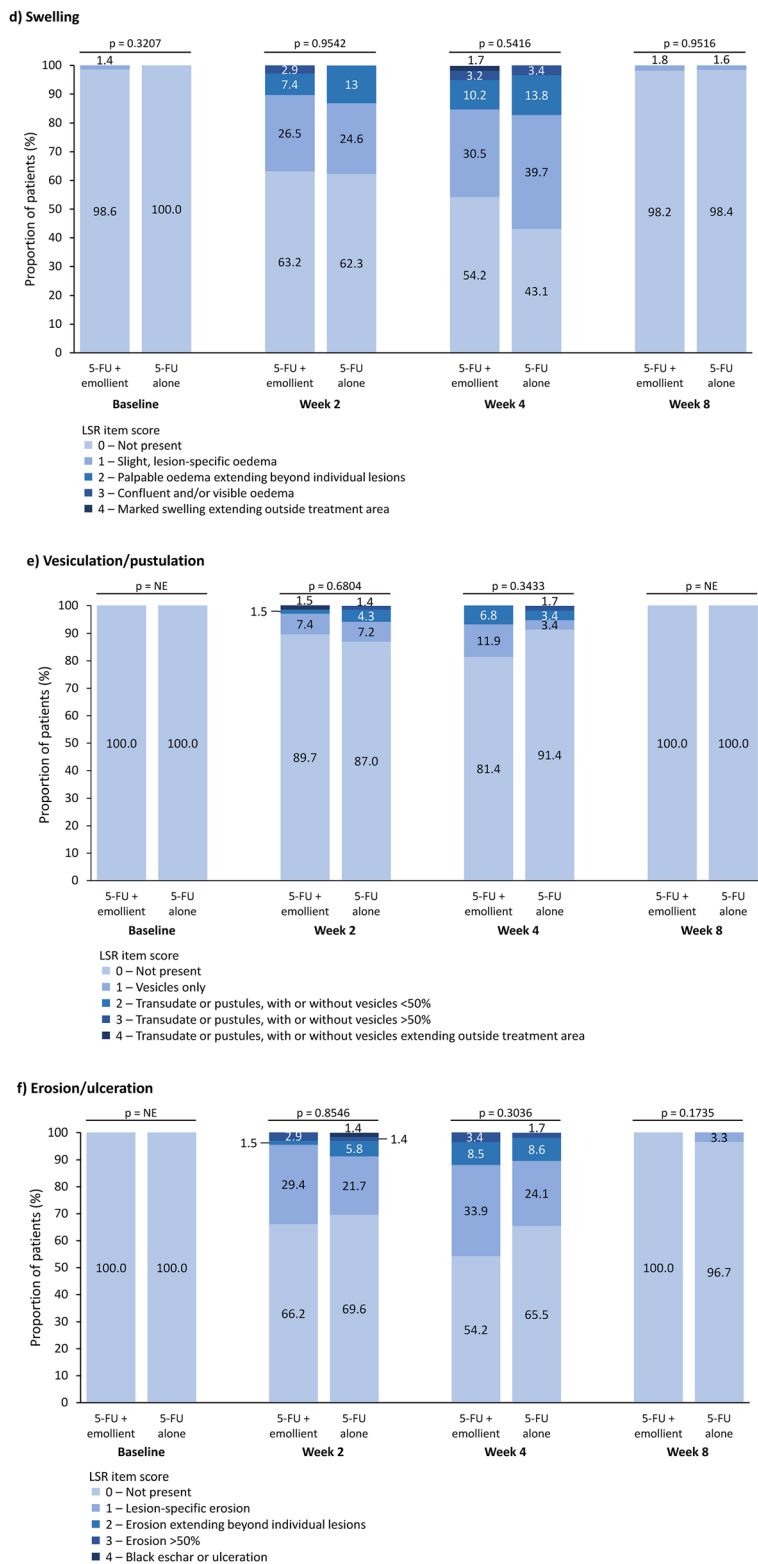 d) Swelling
p = 0.3207 p = 0.9542 p = 0.5416 p = 0.9516
Proportion of patients (%)
100
90
80
70
60
50
40
30
20
10
0
1.4
98.6
100.0
2.9
7.4
26.5
63.2
13
24.6
62.3
1.7
3.2
10.2
30.5
54.2
3.4
13.8
39.7
43.1
1.8
98.2
1.6
98.4
5-FU + 5-FU 5-FU + 5-FU 5-FU + 5-FU 5-FU + 5-FU
emollient alone emollient alone emollient alone emollient alone
Baseline Week 2 Week 4 Week 8
LSR item score
0 – Not present
1 – Slight, lesion-specific oedema
2 – Palpable oedema extending beyond individual lesions
3 – Confluent and/or visible oedema
4 – Marked swelling extending outside treatment area
e) Vesiculation/pustulation
p = NE p = 0.6804 p = 0.3433 p = NE
Proportion of patients (%)
100
90
80
70
60
50
40
30
20
10
0
100.0
100.0
1.5
1.5
7.4
89.7
1.4
4.3
7.2
87.0
6.8
11.9
81.4
1.7
3.4
3.4
91.4
100.0
100.0
5-FU + 5-FU 5-FU + 5-FU 5-FU + 5-FU 5-FU + 5-FU
emollient alone emollient alone emollient alone emollient alone
Baseline Week 2 Week 4 Week 8
LSR item score
0 – Not present
1 – Vesicles only
2 – Transudate or pustules, with or without vesicles <50%
3 – Transudate or pustules, with or without vesicles >50%
4 – Transudate or pustules, with or without vesicles extending outside treatment area
f) Erosion/ulceration
p = NE p = 0.8546 p = 0.3036 p = 0.1735
Proportion of patients (%)
100
90
80
70
60
50
40
30
20
10
0
100.0
100.0
2.9
1.5
29.4
66.2
1.4
1.4
5.8
21.7
69.6
3.4
8.5
33.9
54.2
1.7
8.6
24.1
65.5
100.0
3.3
96.7
5-FU + 5-FU 5-FU + 5-FU 5-FU + 5-FU 5-FU + 5-FU
emollient alone emollient alone emollient alone emollient alone
Baseline Week 2 Week 4 Week 8
LSR item score
0 – Not present
1 – Lesion-specific erosion
2 – Erosion extending beyond individual lesions
3 – Erosion >50%
4 – Black eschar or ulceration